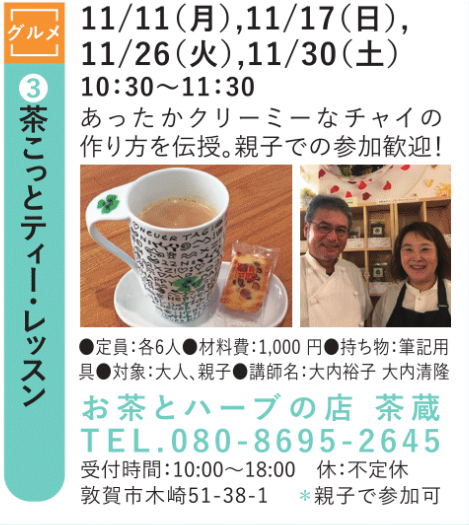 グルメ
3 茶こっとティー・レッスン
11/11(月),11/17(日),
11/26(火),11/30(土)
10:30〜11:30
あったかクリーミーなチャイの
作り方を伝授。親子での参加歓迎!
●定員:各6人●材料費:1,000 円●持ち物:筆記用
具●対象:大人、親子●講師名:大内裕子 大内清隆
お茶とハーブの店 茶蔵
TEL.080-8695-2645
受付時間:10:00〜18:00 休:不定休
敦賀市木崎51-38-1 *親子で参加可